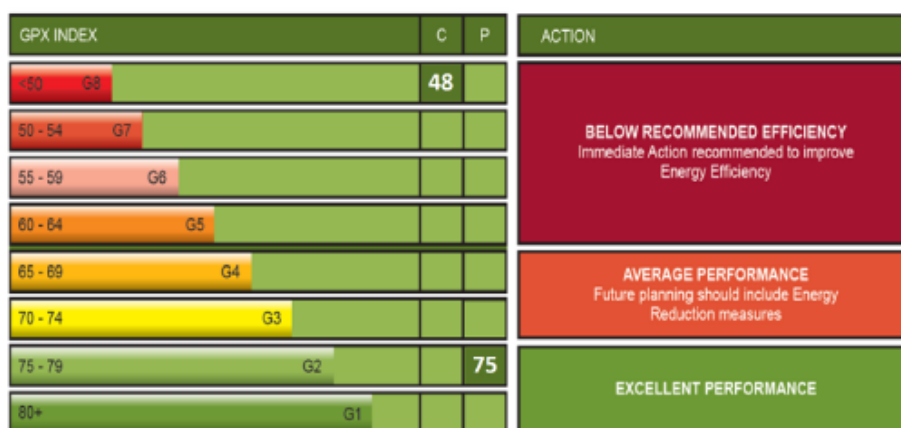 GPX INDEX C P ACTION
<50 G8 48
50 - 54 G7
55 - 59 G6
60 - 64 G5
BELOW RECOMMENDED EFFICIENCY
Immediate Action recommended to improve
Energy Efficiency
65 - 69 G4
70 - 74 G3
AVERAGE PERFORMANCE
Future planning should include Energy
Reduction measures
75 - 79 G2 75
80+ G1
EXCELLENT PERFORMANCE